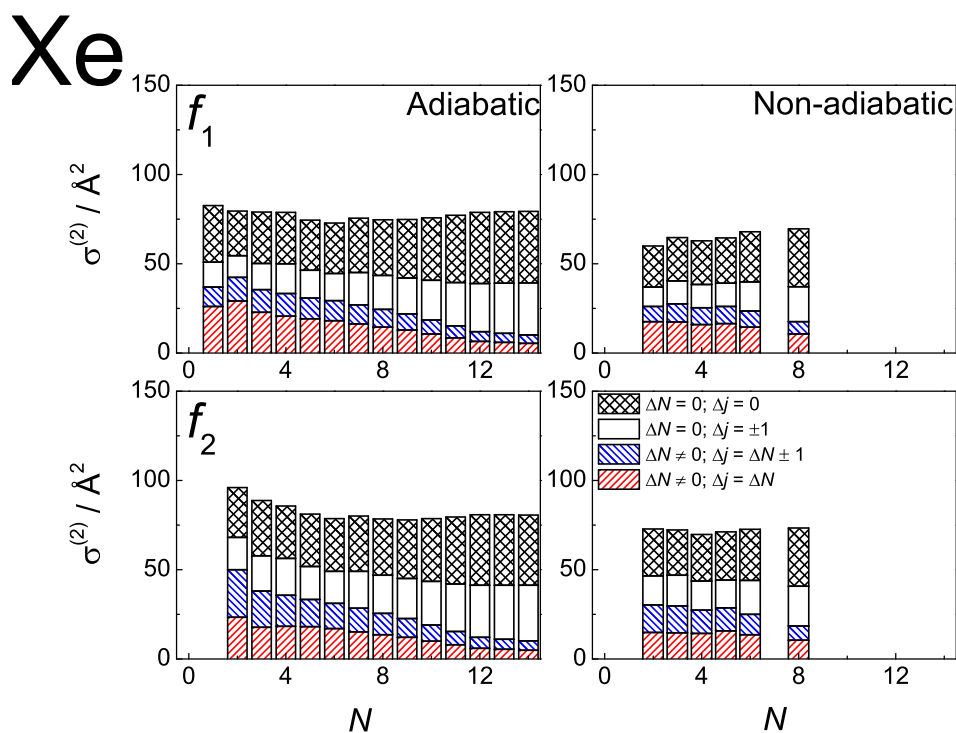 Xe
f₁
Adiabatic
Non-adiabatic
σ⁽²⁾ / Å²
150
100
50
0
0 4 8 12
150
100
50
0
0 4 8 12
f₂
σ⁽²⁾ / Å²
150
100
50
0
0 4 8 12
N
150
100
50
0
ΔN = 0; Δj = 0
ΔN = 0; Δj = ±1
ΔN ≠ 0; Δj = ΔN ± 1
ΔN ≠ 0; Δj = ΔN
0 4 8 12
N